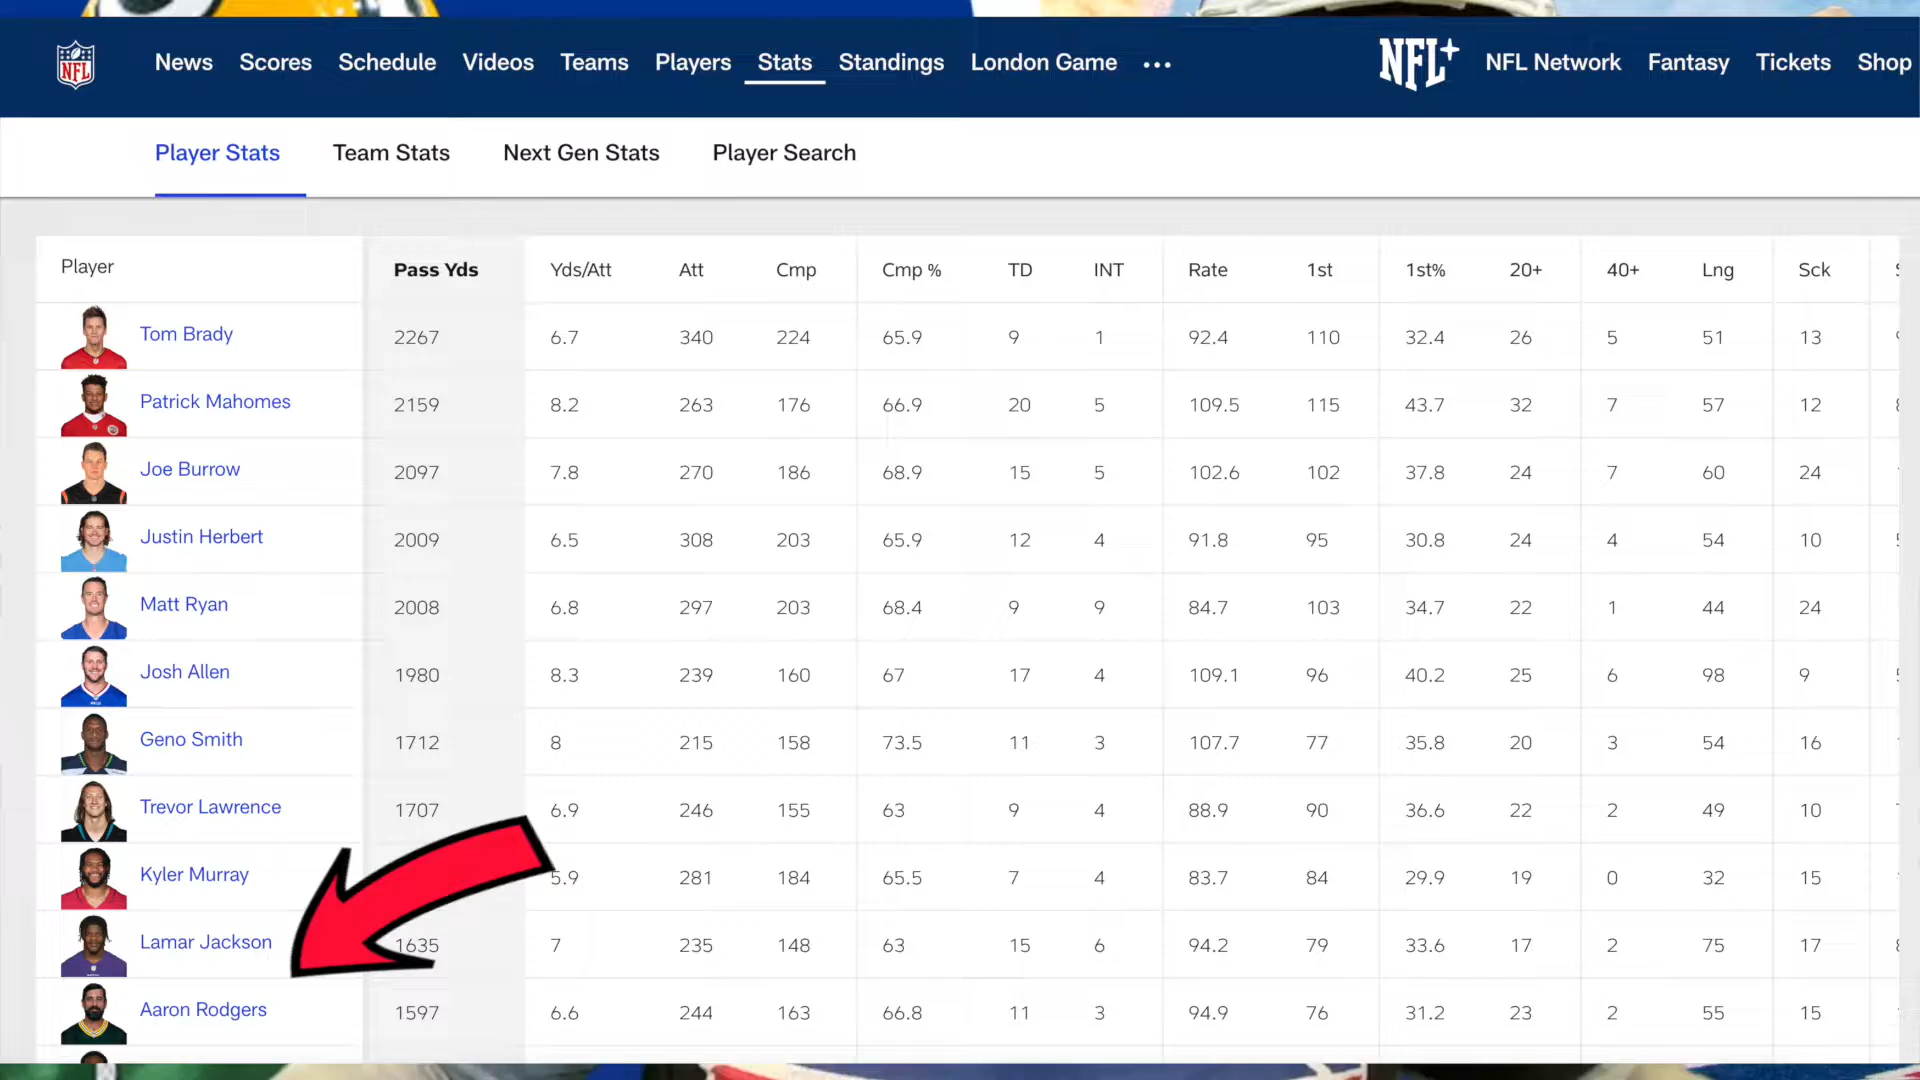 NFL News Scores Schedule Videos Teams Players Stats Standings London Game ••• NFL+ NFL Network Fantasy Tickets Shop
Player Stats Team Stats Next Gen Stats Player Search
Player Pass Yds Yds/Att Att Cmp Cmp % TD INT Rate 1st 1st% 20+ 40+ Lng Sck
Tom Brady 2267 6.7 340 224 65.9 9 1 92.4 110 32.4 26 5 51 13
Patrick Mahomes 2159 8.2 263 176 66.9 20 5 109.5 115 43.7 32 7 57 12
Joe Burrow 2097 7.8 270 186 68.9 15 5 102.6 102 37.8 24 7 60 24
Justin Herbert 2009 6.5 308 203 65.9 12 4 91.8 95 30.8 24 4 54 10
Matt Ryan 2008 6.8 297 203 68.4 9 9 84.7 103 34.7 22 1 44 24
Josh Allen 1980 8.3 239 160 67 17 4 109.1 96 40.2 25 6 98 9
Geno Smith 1712 8 215 158 73.5 11 3 107.7 77 35.8 20 3 54 16
Trevor Lawrence 1707 6.9 246 155 63 9 4 88.9 90 36.6 22 2 49 10
Kyler Murray 5.9 281 184 65.5 7 4 83.7 84 29.9 19 0 32 15
Lamar Jackson 1635 7 235 148 63 15 6 94.2 79 33.6 17 2 75 17
Aaron Rodgers 1597 6.6 244 163 66.8 11 3 94.9 76 31.2 23 2 55 15